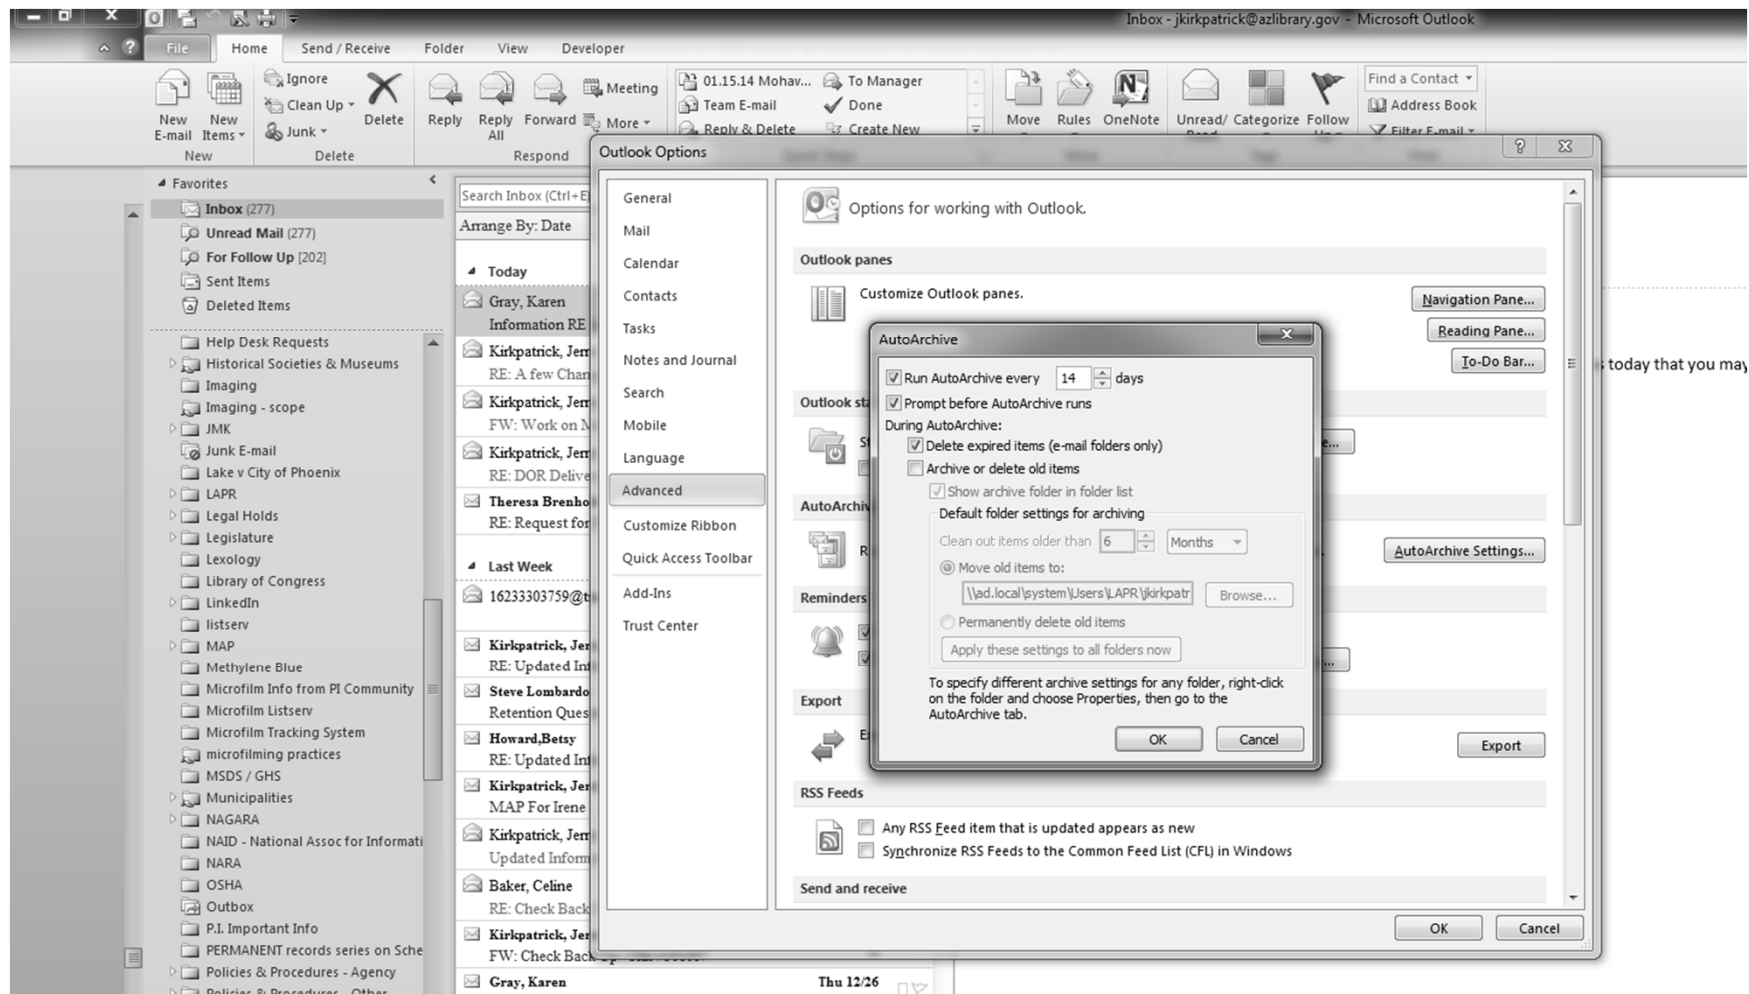 Inbox - jkirkpatrick@azlibrary.gov - Microsoft Outlook
File Home Send / Receive Folder View Developer
New E-mail
New Items
New
Ignore
Clean Up
Junk
Delete
Delete
Reply
Reply All
Forward
Meeting
More
Respond
01.15.14 Mohav...
Team E-mail
Reply & Delete
To Manager
Done
Create New
Move
Rules
OneNote
Unread/
Categorize
Follow
Find a Contact
Address Book
Filter E-mail
Favorites
Inbox (277)
Unread Mail (277)
For Follow Up [202]
Sent Items
Deleted Items
Help Desk Requests
Historical Societies & Museums
Imaging
Imaging - scope
JMK
Junk E-mail
Lake v City of Phoenix
LAPR
Legal Holds
Legislature
Lexology
Library of Congress
LinkedIn
listserv
MAP
Methylene Blue
Microfilm Info from PI Community
Microfilm Listserv
Microfilm Tracking System
microfilming practices
MSDS / GHS
Municipalities
NAGARA
NAID - National Assoc for Informati
NARA
OSHA
Outbox
P.I. Important Info
PERMANENT records series on Sche
Policies & Procedures - Agency
Policies & Procedures - Other
Search Inbox (Ctrl+E)
Arrange By: Date
Today
Gray, Karen
Information RE
Kirkpatrick, Jerr
RE: A few Chan
Kirkpatrick, Jerr
FW: Work on M
Kirkpatrick, Jerr
RE: DOR Delive
Theresa Brenho
RE: Request for
Last Week
16233303759@t
Kirkpatrick, Jer
RE: Updated Inf
Steve Lombardo
Retention Ques
Howard,Betsy
RE: Updated Inf
Kirkpatrick, Jer
MAP For Irene
Kirkpatrick, Jerr
Updated Inform
Baker, Celine
RE: Check Back
Kirkpatrick, Jer
FW: Check Back
Gray, Karen Thu 12/26
Outlook Options
General
Mail
Calendar
Contacts
Tasks
Notes and Journal
Search
Mobile
Language
Advanced
Customize Ribbon
Quick Access Toolbar
Add-Ins
Trust Center
Options for working with Outlook.
Outlook panes
Customize Outlook panes.
Navigation Pane...
Reading Pane...
To-Do Bar...
Outlook sta
AutoArchiv
AutoArchive Settings...
Reminders
Export
Export
RSS Feeds
Any RSS Feed item that is updated appears as new
Synchronize RSS Feeds to the Common Feed List (CFL) in Windows
Send and receive
OK Cancel
AutoArchive
Run AutoArchive every 14 days
Prompt before AutoArchive runs
During AutoArchive:
Delete expired items (e-mail folders only)
Archive or delete old items
Show archive folder in folder list
Default folder settings for archiving
Clean out items older than 6 Months
Move old items to:
\\ad.local\system\Users\LAPR\jkirkpatr Browse...
Permanently delete old items
Apply these settings to all folders now
To specify different archive settings for any folder, right-click
on the folder and choose Properties, then go to the
AutoArchive tab.
OK Cancel
today that you may